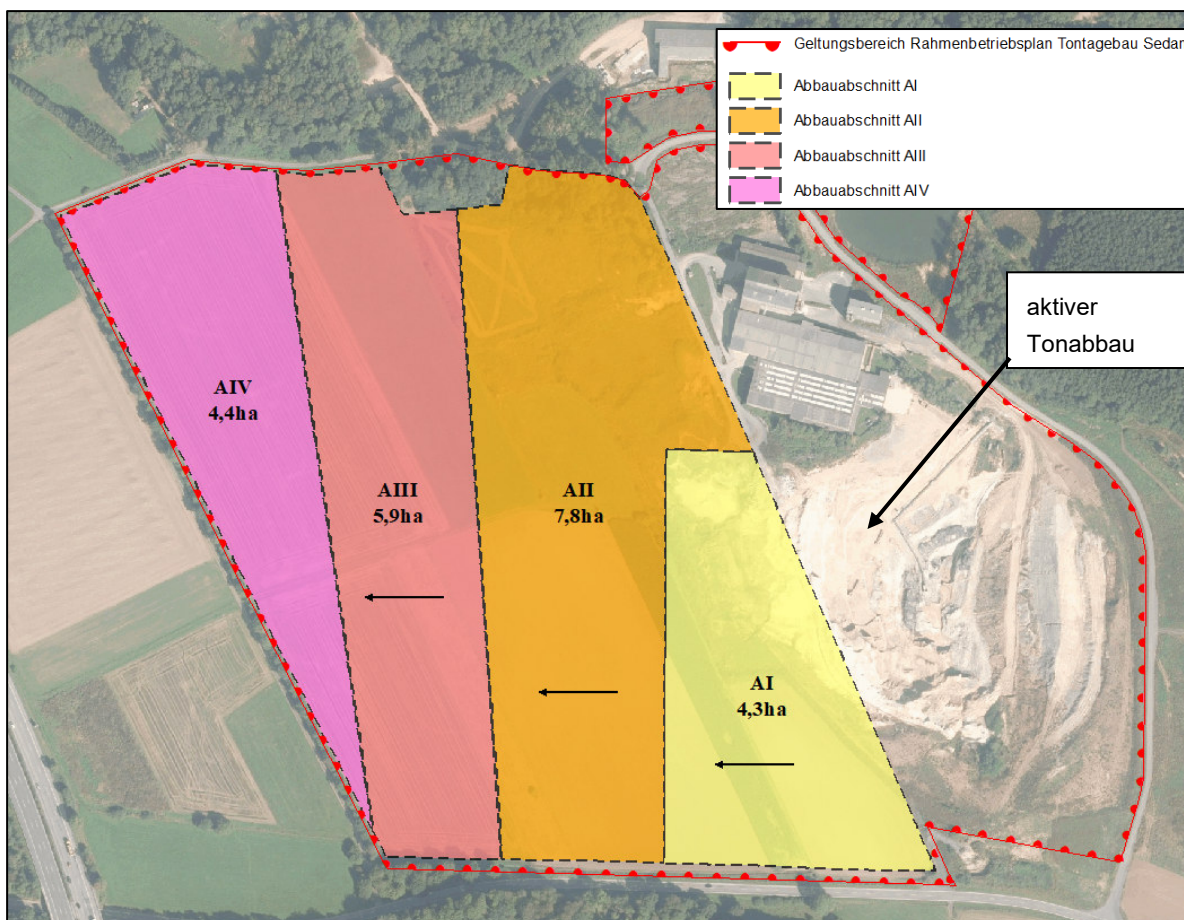 Geltungsbereich Rahmenbetriebsplan Tontagebau Sedan
Abbauabschnitt AI
Abbauabschnitt AII
Abbauabschnitt AIII
Abbauabschnitt AIV
aktiver
Tonabbau
AIV
4,4ha
AIII
5,9ha
AII
7,8ha
AI
4,3ha